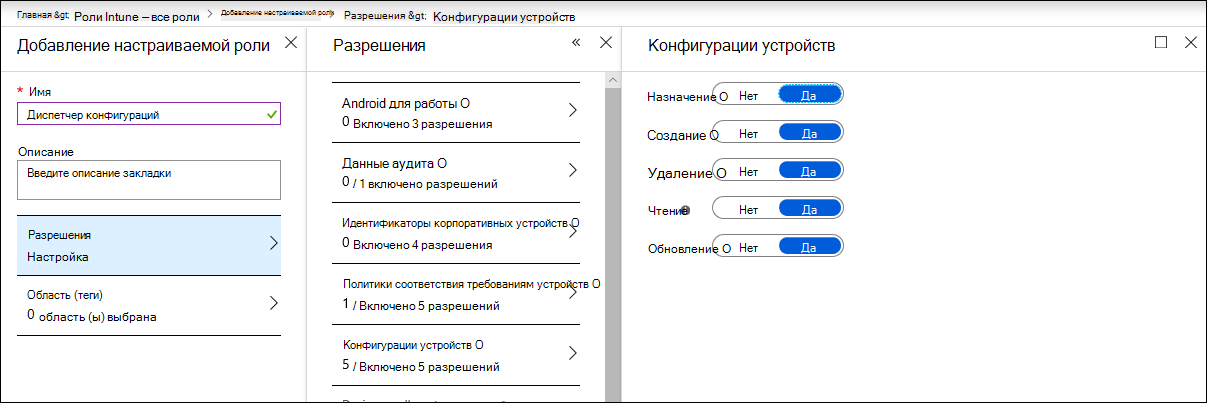 Главная &gt; Роли Intune – все роли > Добавление настраиваемой роли Разрешения &gt; Конфигурации устройств
Добавление настраиваемой роли
* Имя
Диспетчер конфигураций
Описание
Введите описание закладки
Разрешения
Настройка
Область (теги)
0 область (ы) выбрана
Разрешения
Android для работы О
0 Включено 3 разрешения
Данные аудита О
0 / 1 включено разрешений
Идентификаторы корпоративных устройств О
0 Включено 4 разрешения
Политики соответствия требованиям устройств О
1 / Включено 5 разрешений
Конфигурации устройств О
5 / Включено 5 разрешений
Конфигурации устройств
Назначение О Нет Да
Создание О Нет Да
Удаление О Нет Да
Чтение Нет Да
Обновление О Нет Да